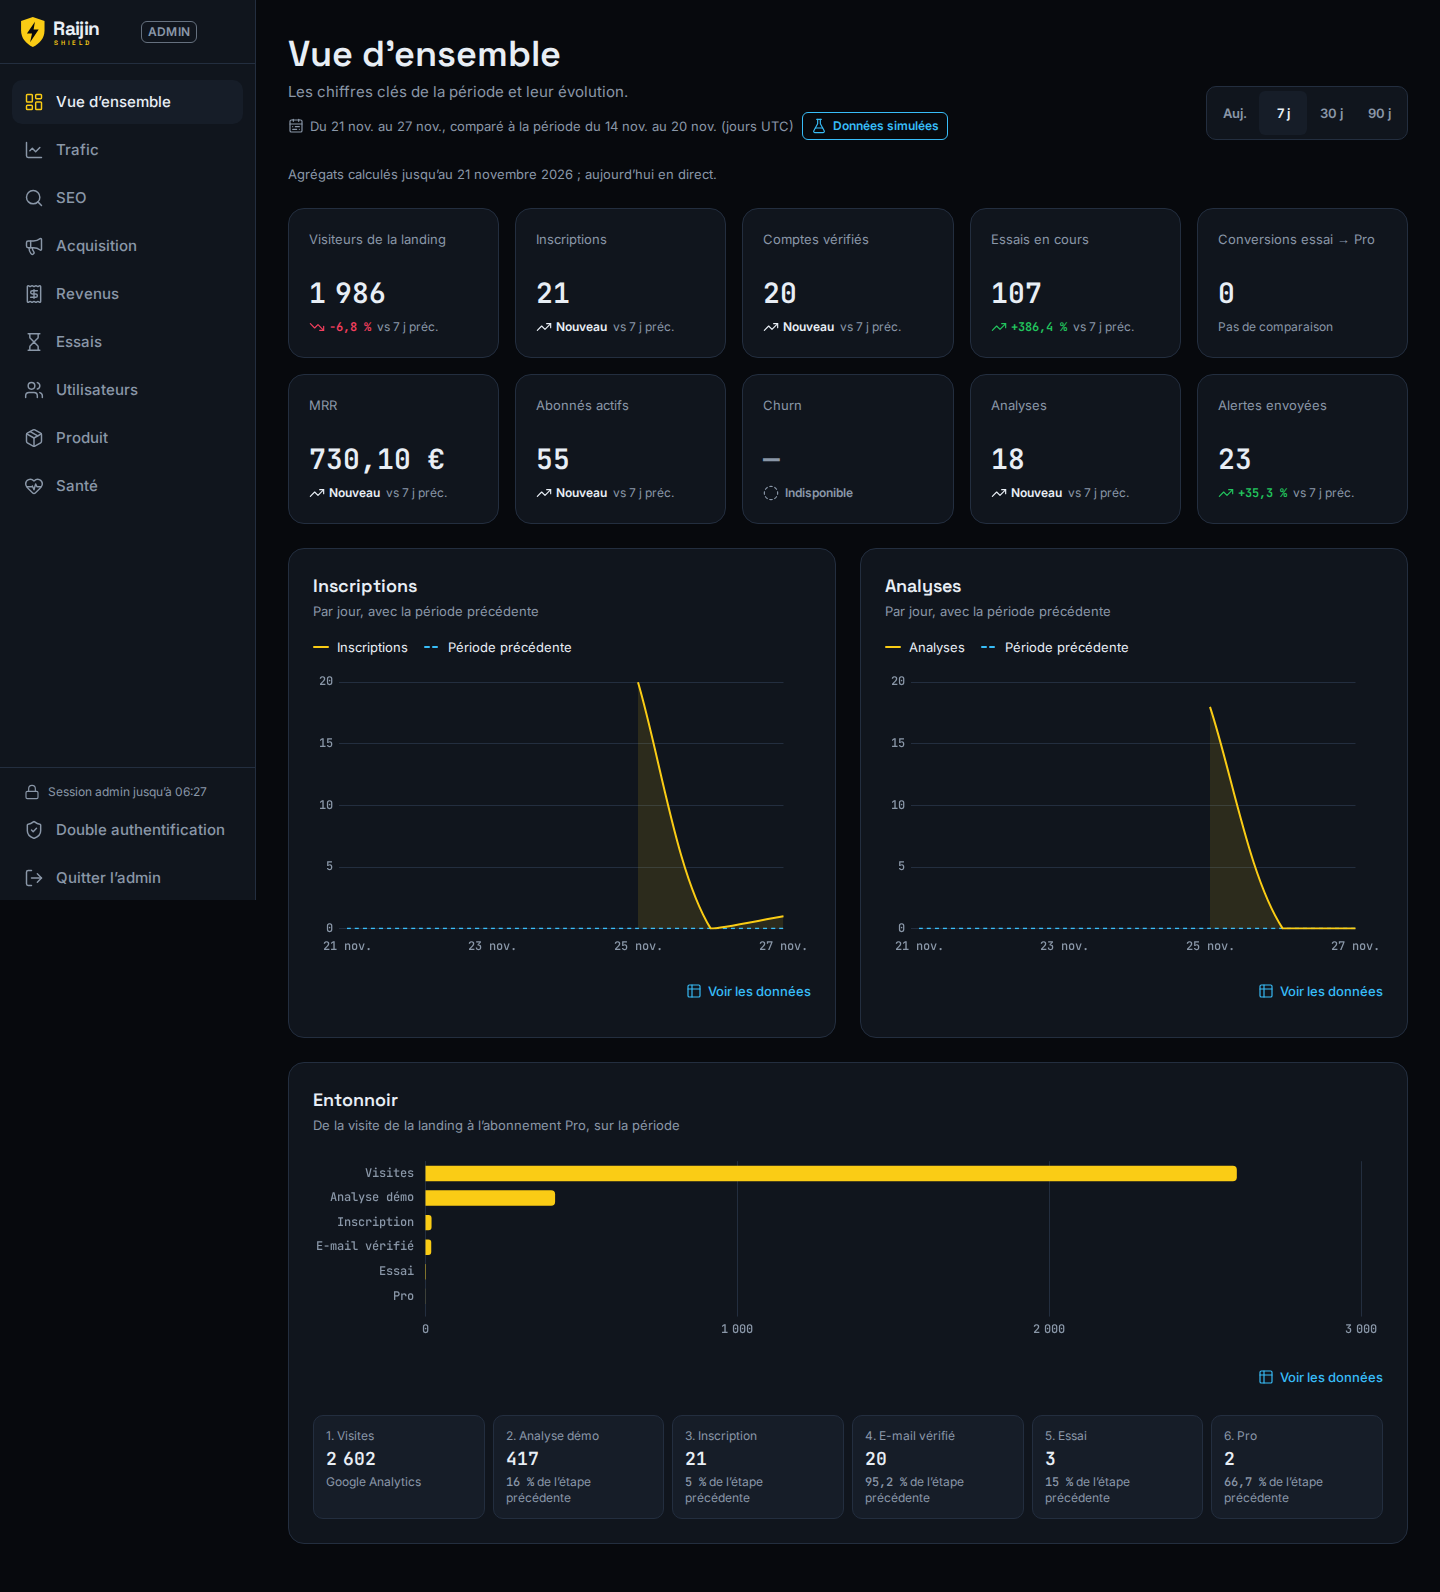 Raijin
SHIELD
ADMIN
Vue d’ensemble
Trafic
SEO
Acquisition
Revenus
Essais
Utilisateurs
Produit
Santé
Session admin jusqu’à 06:27
Double authentification
Quitter l’admin
Vue d’ensemble
Les chiffres clés de la période et leur évolution.
Du 21 nov. au 27 nov., comparé à la période du 14 nov. au 20 nov. (jours UTC)
Données simulées
Auj. 7 j 30 j 90 j
Agrégats calculés jusqu’au 21 novembre 2026 ; aujourd’hui en direct.
Visiteurs de la landing
1 986
-6,8 % vs 7 j préc.
Inscriptions
21
Nouveau vs 7 j préc.
Comptes vérifiés
20
Nouveau vs 7 j préc.
Essais en cours
107
+386,4 % vs 7 j préc.
Conversions essai → Pro
0
Pas de comparaison
MRR
730,10 €
Nouveau vs 7 j préc.
Abonnés actifs
55
Nouveau vs 7 j préc.
Churn
—
Indisponible
Analyses
18
Nouveau vs 7 j préc.
Alertes envoyées
23
+35,3 % vs 7 j préc.
Inscriptions
Par jour, avec la période précédente
Inscriptions Période précédente
20
15
10
5
0
21 nov. 23 nov. 25 nov. 27 nov.
Voir les données
Analyses
Par jour, avec la période précédente
Analyses Période précédente
20
15
10
5
0
21 nov. 23 nov. 25 nov. 27 nov.
Voir les données
Entonnoir
De la visite de la landing à l’abonnement Pro, sur la période
Visites
Analyse démo
Inscription
E-mail vérifié
Essai
Pro
0 1 000 2 000 3 000
Voir les données
1. Visites
2 602
Google Analytics
2. Analyse démo
417
16 % de l’étape
précédente
3. Inscription
21
5 % de l’étape
précédente
4. E-mail vérifié
20
95,2 % de l’étape
précédente
5. Essai
3
15 % de l’étape
précédente
6. Pro
2
66,7 % de l’étape
précédente